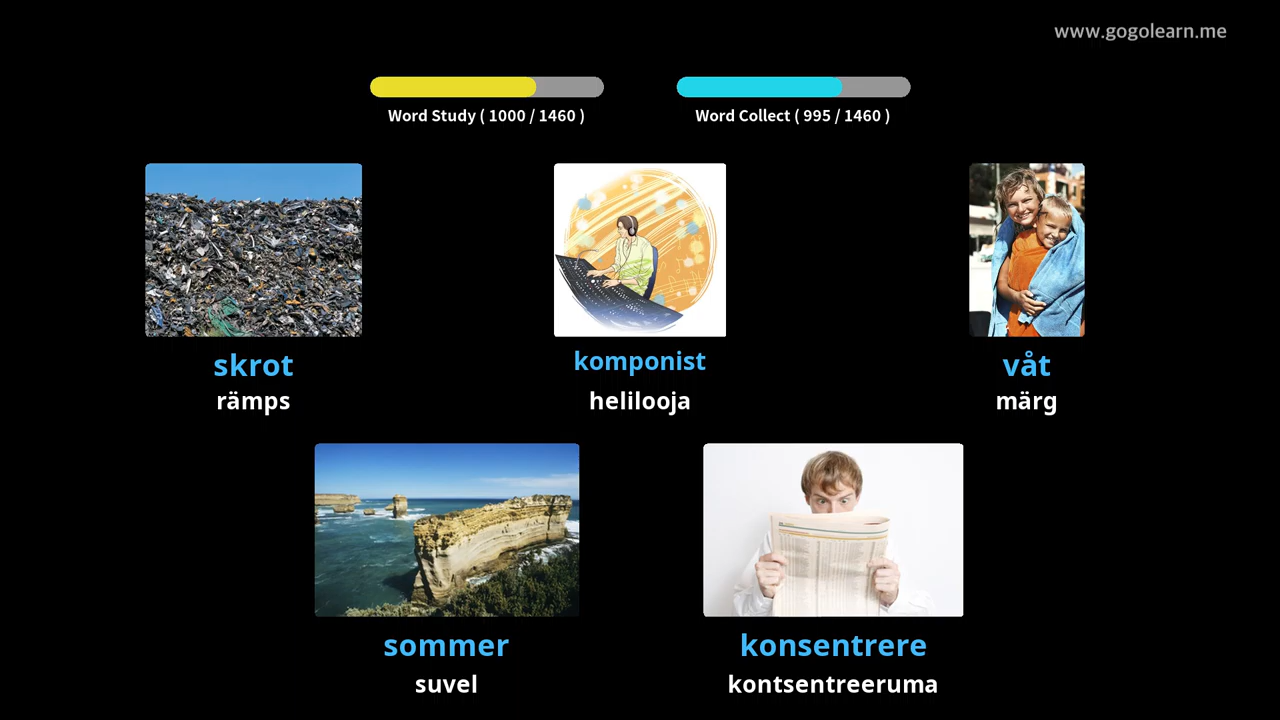 www.gogolearn.me
Word Study ( 1000 / 1460 )
Word Collect ( 995 / 1460 )
skrot
rämps
komponist
helilooja
våt
märg
sommer
suvel
konsentrere
kontsentreeruma